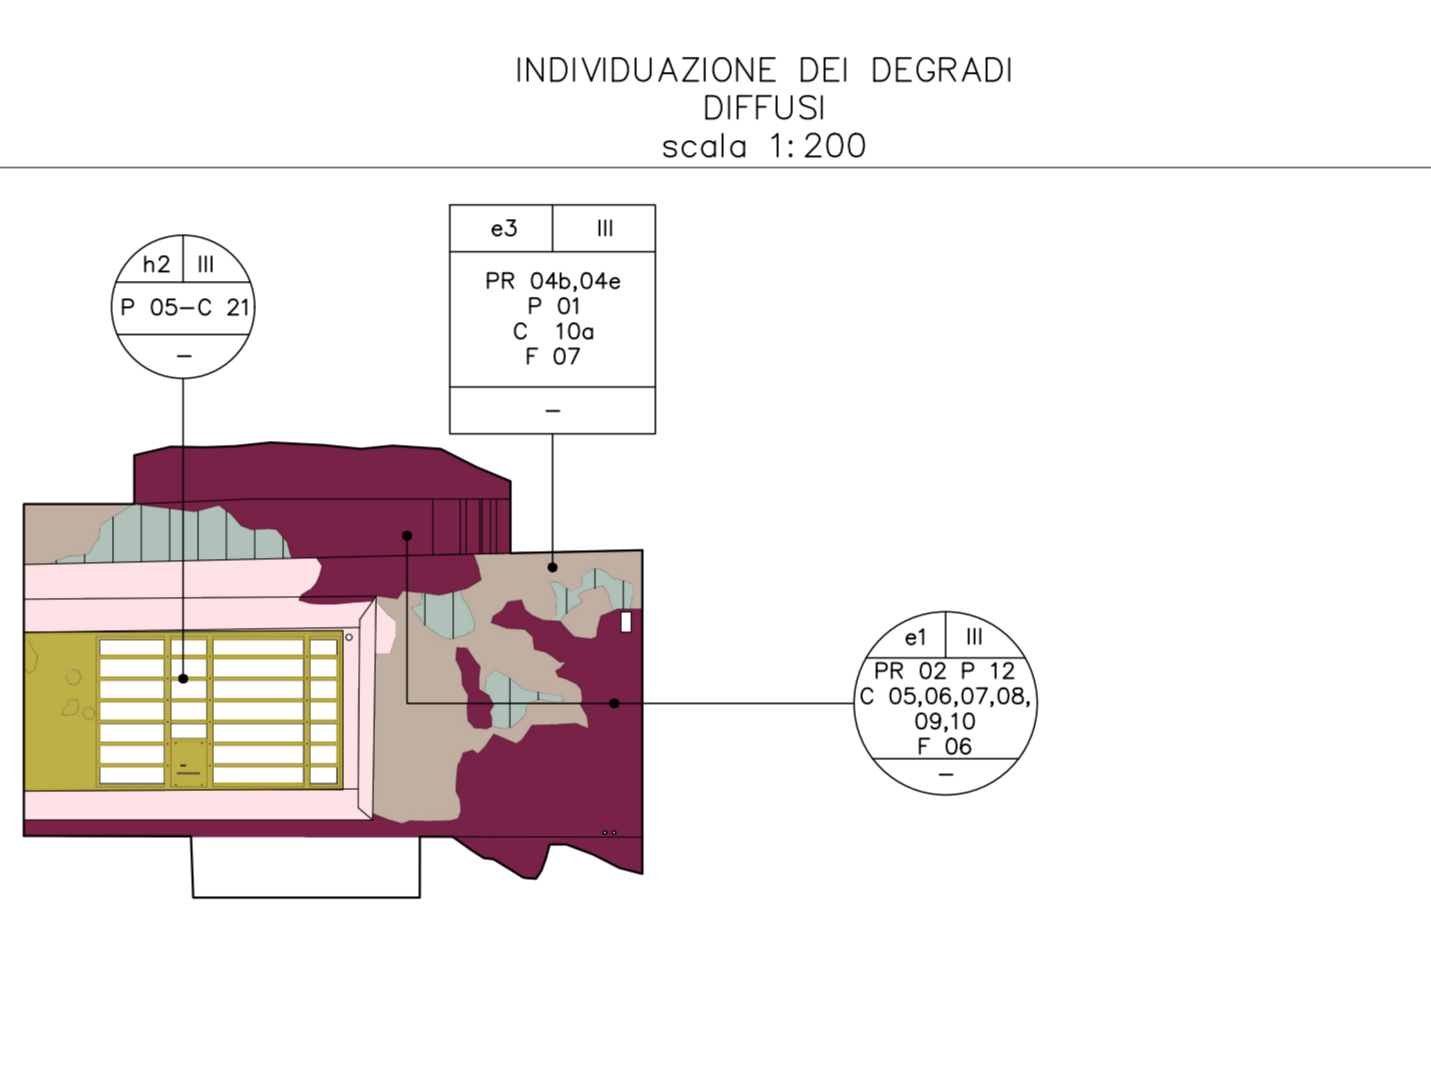 INDIVIDUAZIONE DEI DEGRADI
DIFFUSI
scala 1:200
h2 III
P 05-C 21
-
e3 III
PR 04b,04e
P 01
C 10a
F 07
-
e1 III
PR 02 P 12
C 05,06,07,08,
09,10
F 06
-